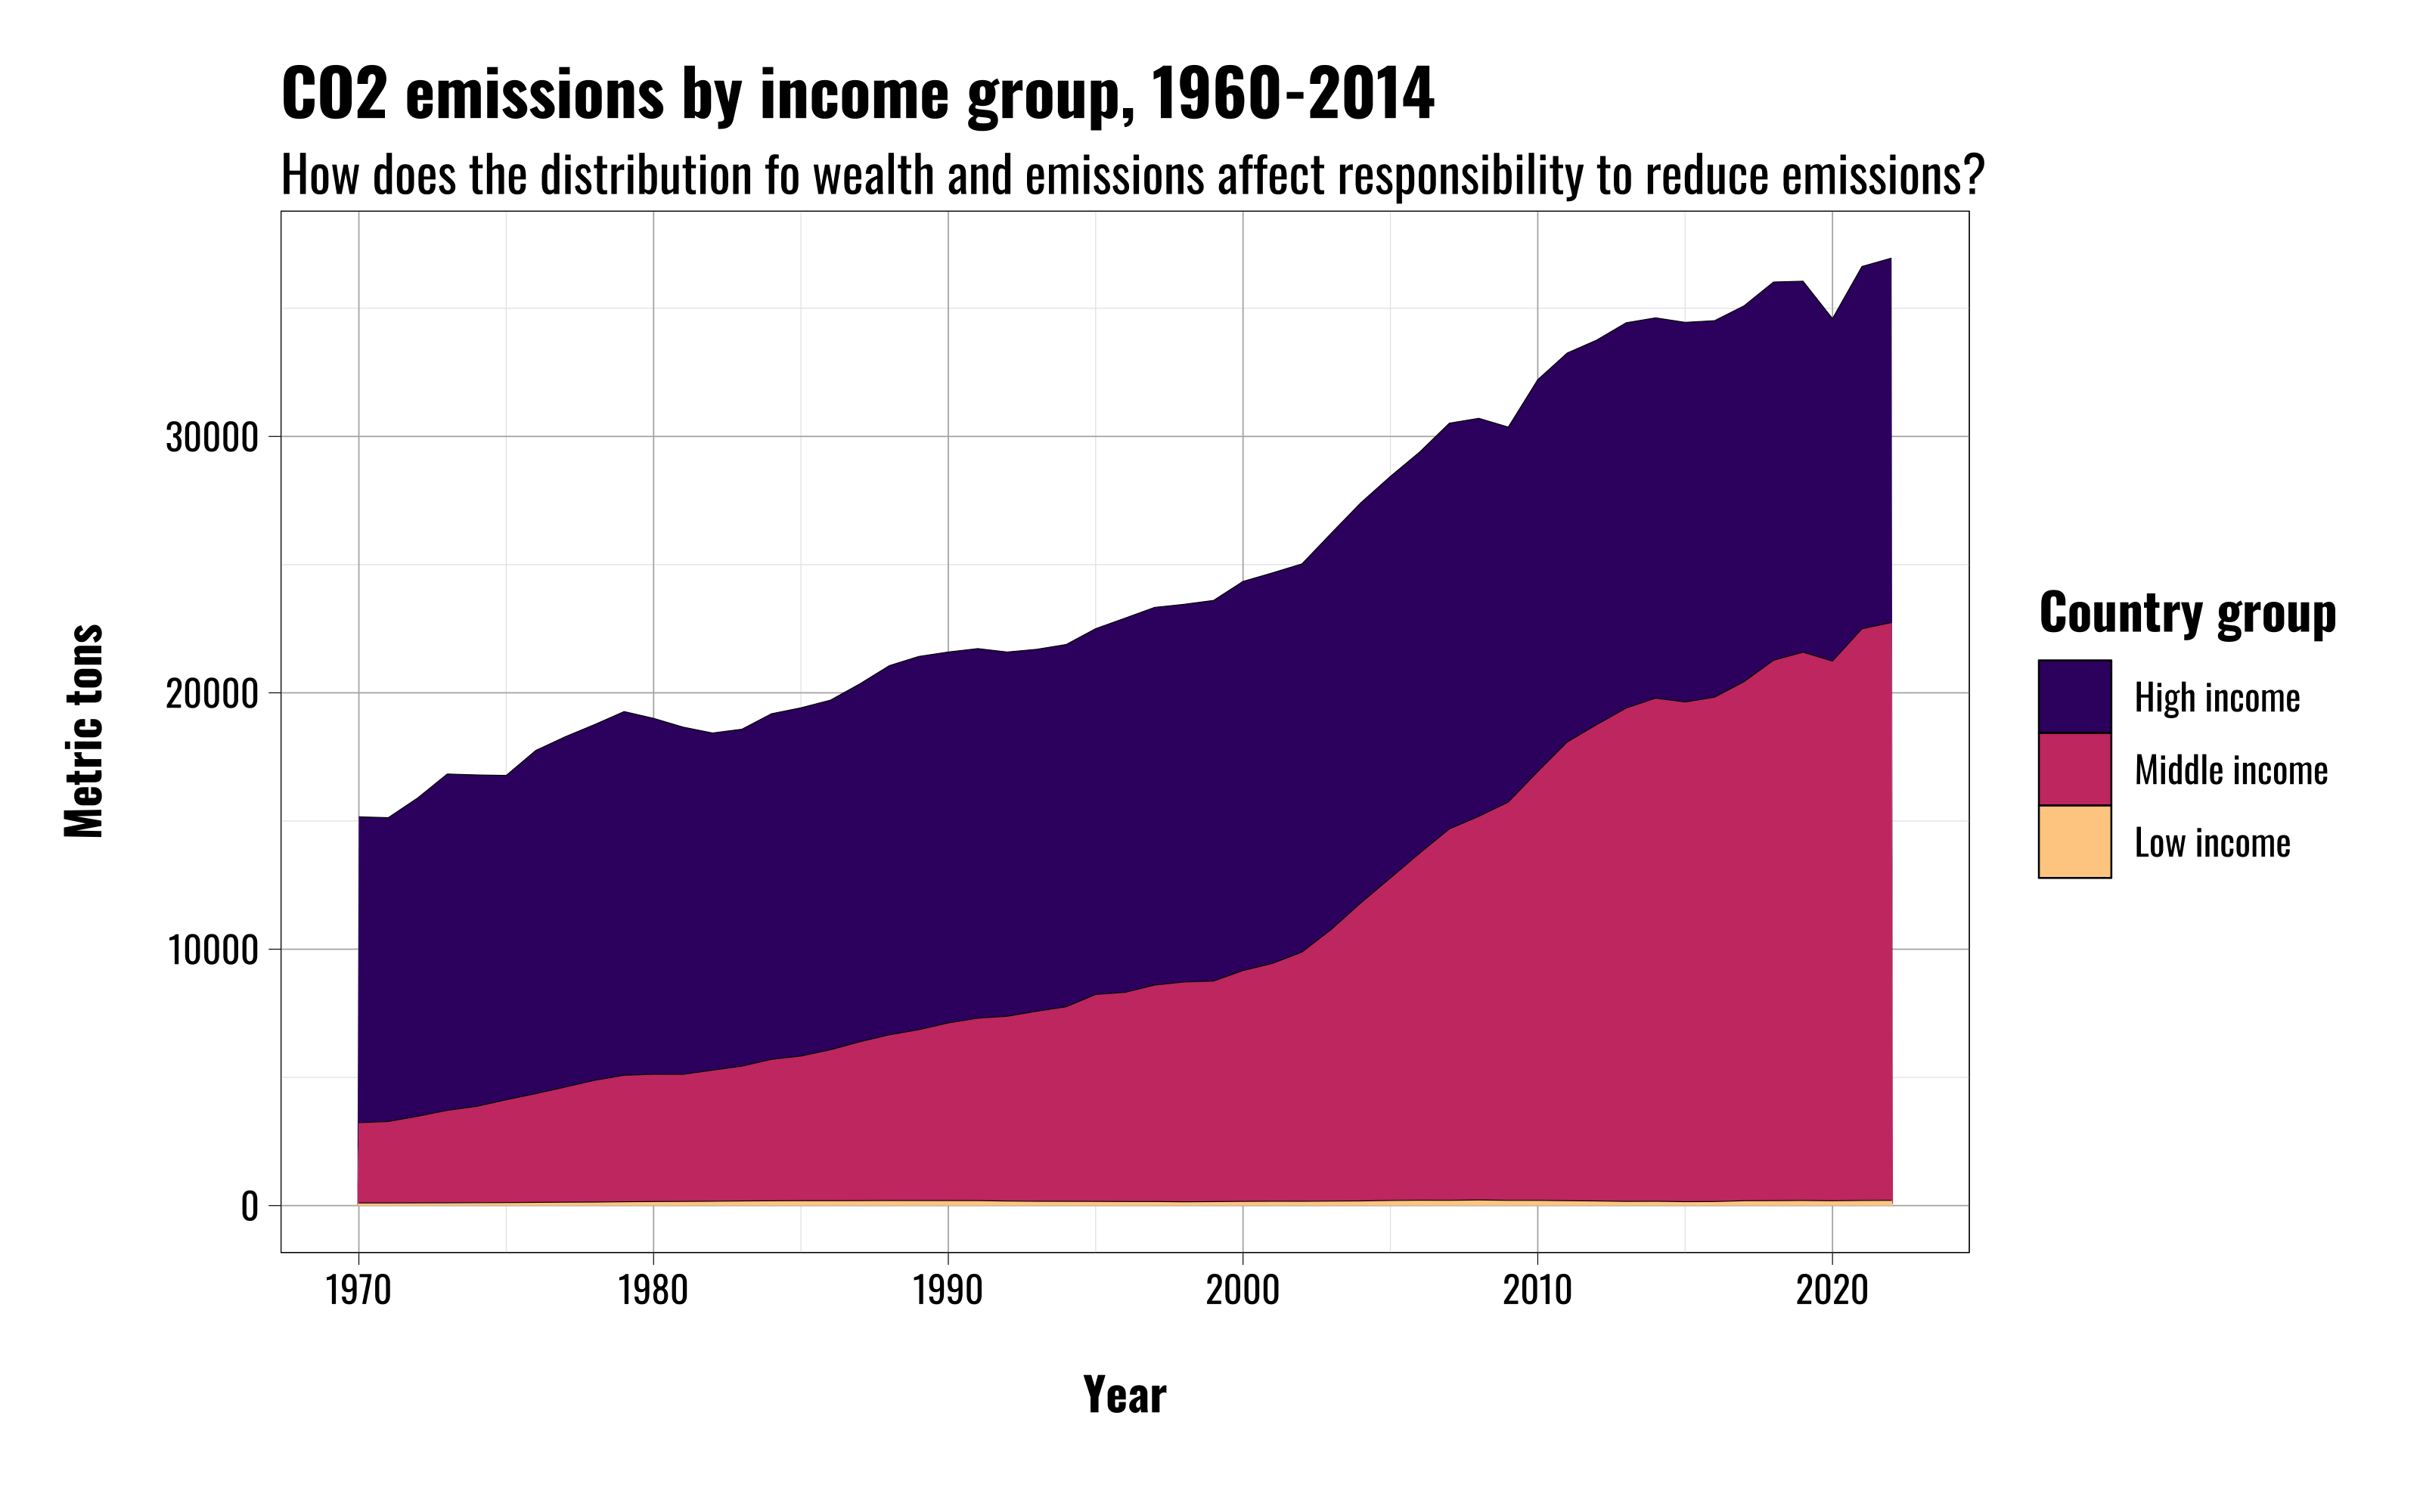 CO2 emissions by income group, 1960-2014
How does the distribution fo wealth and emissions affect responsibility to reduce emissions?
Metric tons
30000
20000
10000
0
1970
1980
1990
2000
2010
2020
Year
Country group
High income
Middle income
Low income